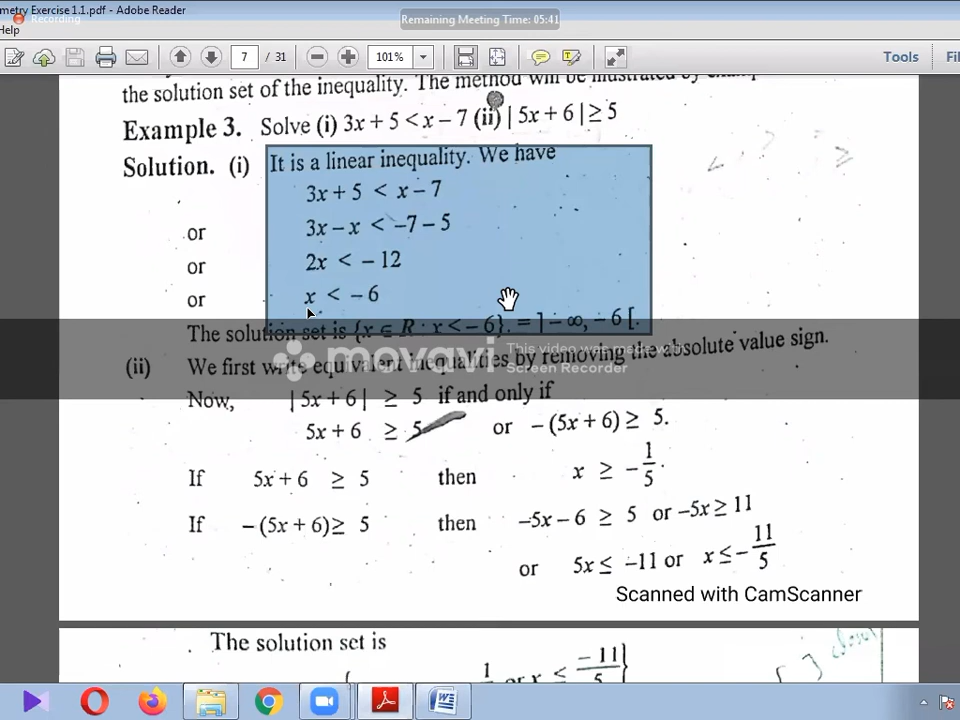 metry Exercise 1.1.pdf - Adobe Reader
Recording
Remaining Meeting Time: 05:41
Help
7 / 31
101%
Tools
Fil
the solution set of the inequality. The method will be illustrated by
Example 3. Solve (i) 3x + 5 < x – 7 (ii) | 5x + 6 | ≥ 5
Solution. (i) It is a linear inequality. We have
3x + 5 < x – 7
or 3x – x < –7 – 5
or 2x < – 12
or x < – 6
The solution set is {x ∈ R : x < – 6}. = ] – ∞, – 6 [.
(ii) We first write equivalent inequalities by removing the absolute value sign.
movavi
This video was made with
Screen Recorder
Now, | 5x + 6 | ≥ 5 if and only if
5x + 6 ≥ 5 or – (5x + 6) ≥ 5.
If 5x + 6 ≥ 5 then x ≥ – 1/5.
If – (5x + 6) ≥ 5 then –5x – 6 ≥ 5 or –5x ≥ 11
or 5x ≤ –11 or x ≤ – 11/5
Scanned with CamScanner
The solution set is
1 or x ≤ –11/5}
[ ] closed